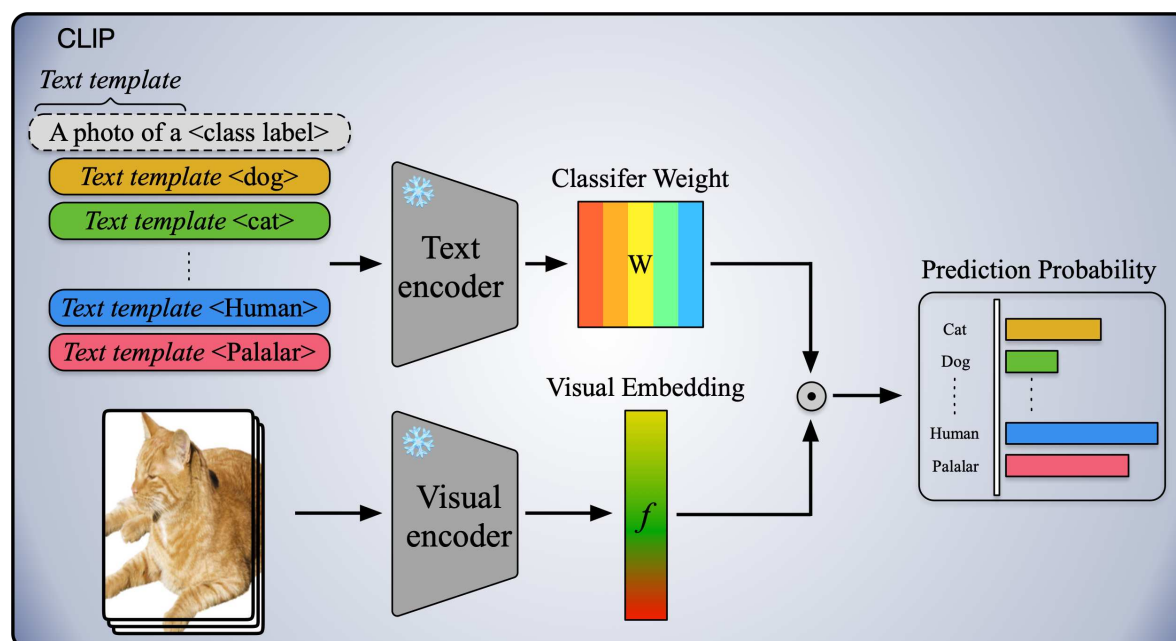 CLIP
Text template
A photo of a <class label>
Text template <dog>
Text template <cat>
Text template <Human>
Text template <Palalar>
Text
encoder
Classifer Weight
W
Visual
encoder
Visual Embedding
f
Prediction Probability
Cat
Dog
Human
Palalar